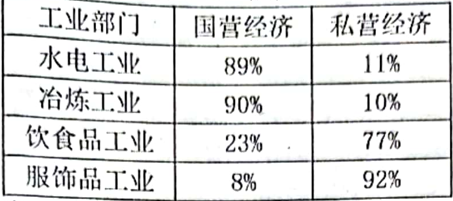 工业部门 国营经济 私营经济
水电工业 89% 11%
冶炼工业 90% 10%
饮食品工业 23% 77%
服饰品工业 8% 92%